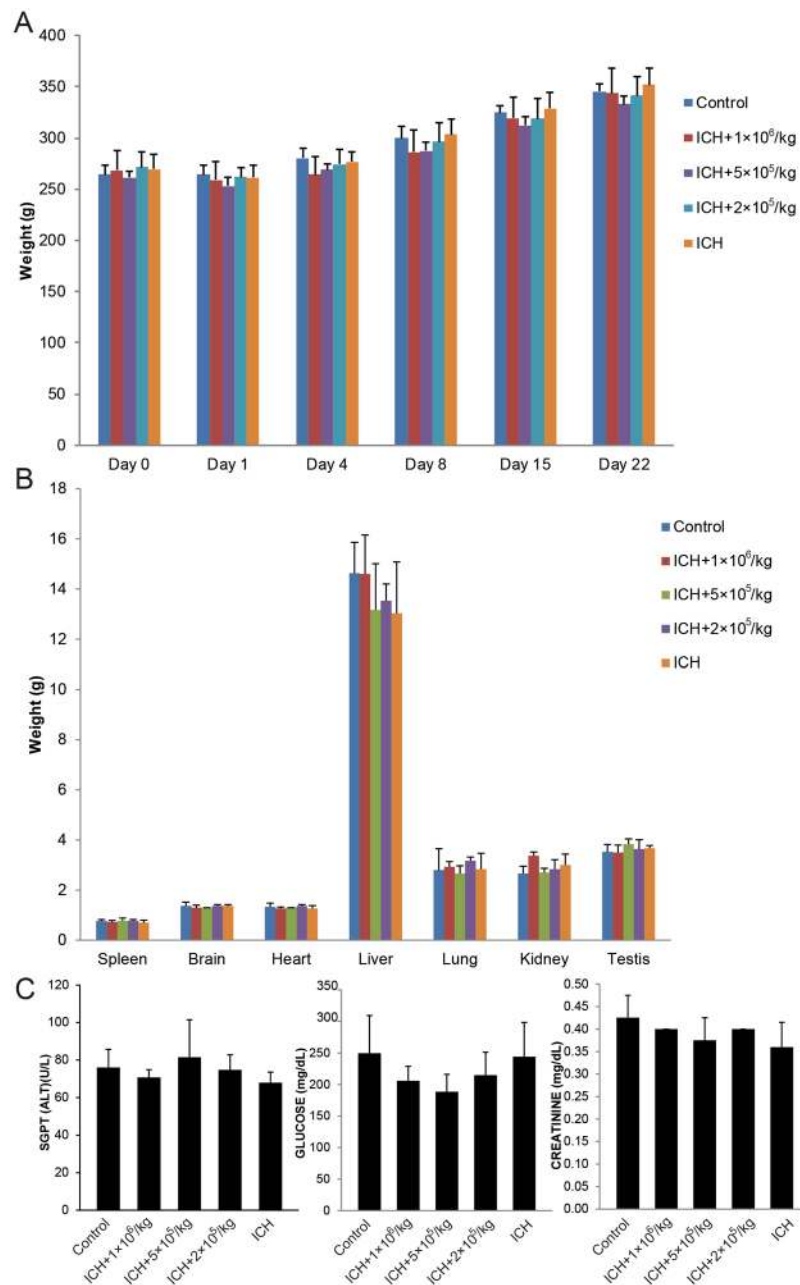 A
400
350
300
250
200
150
100
50
0
Weight (g)
Control
ICH+1×10⁶/kg
ICH+5×10⁵/kg
ICH+2×10⁵/kg
ICH
Day 0 Day 1 Day 4 Day 8 Day 15 Day 22
B
18
16
14
12
10
8
6
4
2
0
Weight (g)
Control
ICH+1×10⁶/kg
ICH+5×10⁵/kg
ICH+2×10⁵/kg
ICH
Spleen Brain Heart Liver Lung Kidney Testis
C
120
100
80
60
40
20
0
SGPT (ALT)(U/L)
Control ICH+1×10⁶/kg ICH+5×10⁵/kg ICH+2×10⁵/kg ICH
350
300
250
200
150
100
50
0
GLUCOSE (mg/dL)
Control ICH+1×10⁶/kg ICH+5×10⁵/kg ICH+2×10⁵/kg ICH
0.50
0.45
0.40
0.35
0.30
0.25
0.20
0.15
0.10
0.05
0.00
CREATININE (mg/dL)
Control ICH+1×10⁶/kg ICH+5×10⁵/kg ICH+2×10⁵/kg ICH